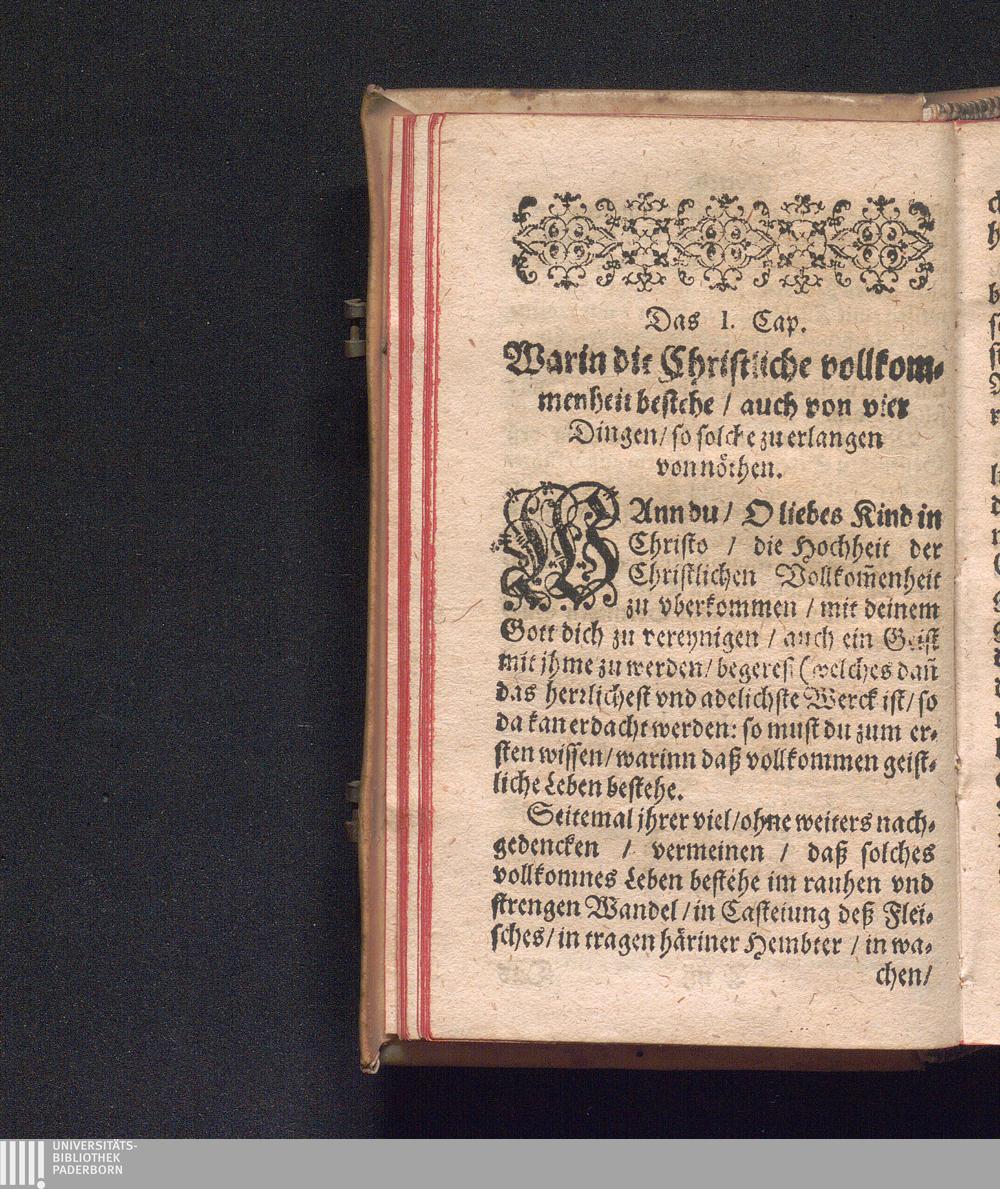 Das I. Cap.
Warin die Christliche vollkom⸗
menheit bestehe / auch von vier
Dingen / so solche zu erlangen
von nöthen.
WAnn du / O liebes Kind in
Christo / die Hochheit der
Christlichen Vollkom̃enheit
zu vberkommen / mit deinem
Gott dich zu vereynigen / auch ein Geist
mit jhme zu werden / begerest (welches dañ
das herrlichest vnd adelichste Werck ist / so
da kan erdacht werden: so must du zum er⸗
sten wissen / warinn daß vollkommen geist⸗
liche Leben bestehe.
Seitemal jhrer viel / ohne weiters nach⸗
gedencken / vermeinen / daß solches
vollkomnes Leben bestehe im rauhen vnd
strengen Wandel / in Casteiung deß Flei⸗
sches / in tragen häriner Hembter / in wa⸗
chen /
UNIVERSITÄTS-
BIBLIOTHEK
PADERBORN